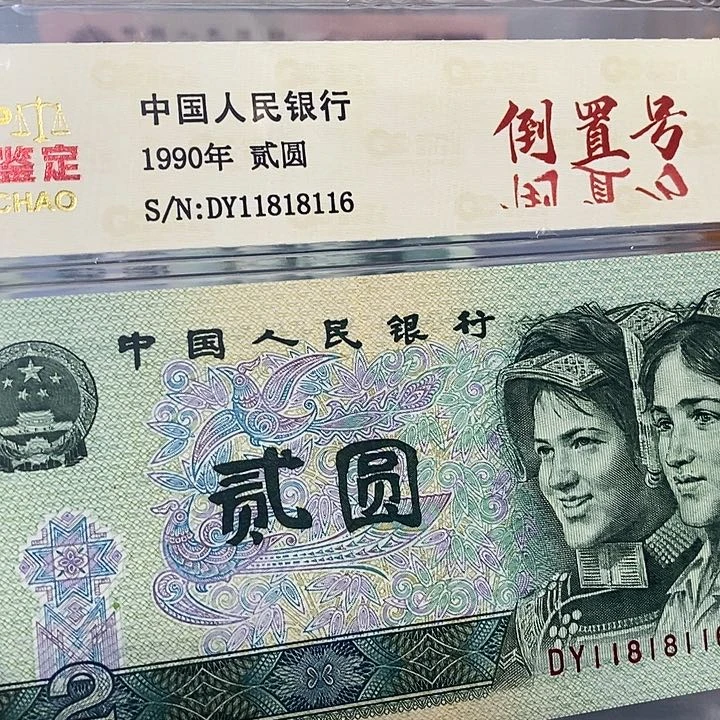 中国人民银行
1990年 贰圆
S/N:DY11818116
倒置号
鉴定
CHAO
中国人民银行
贰圆
DY11818116
2